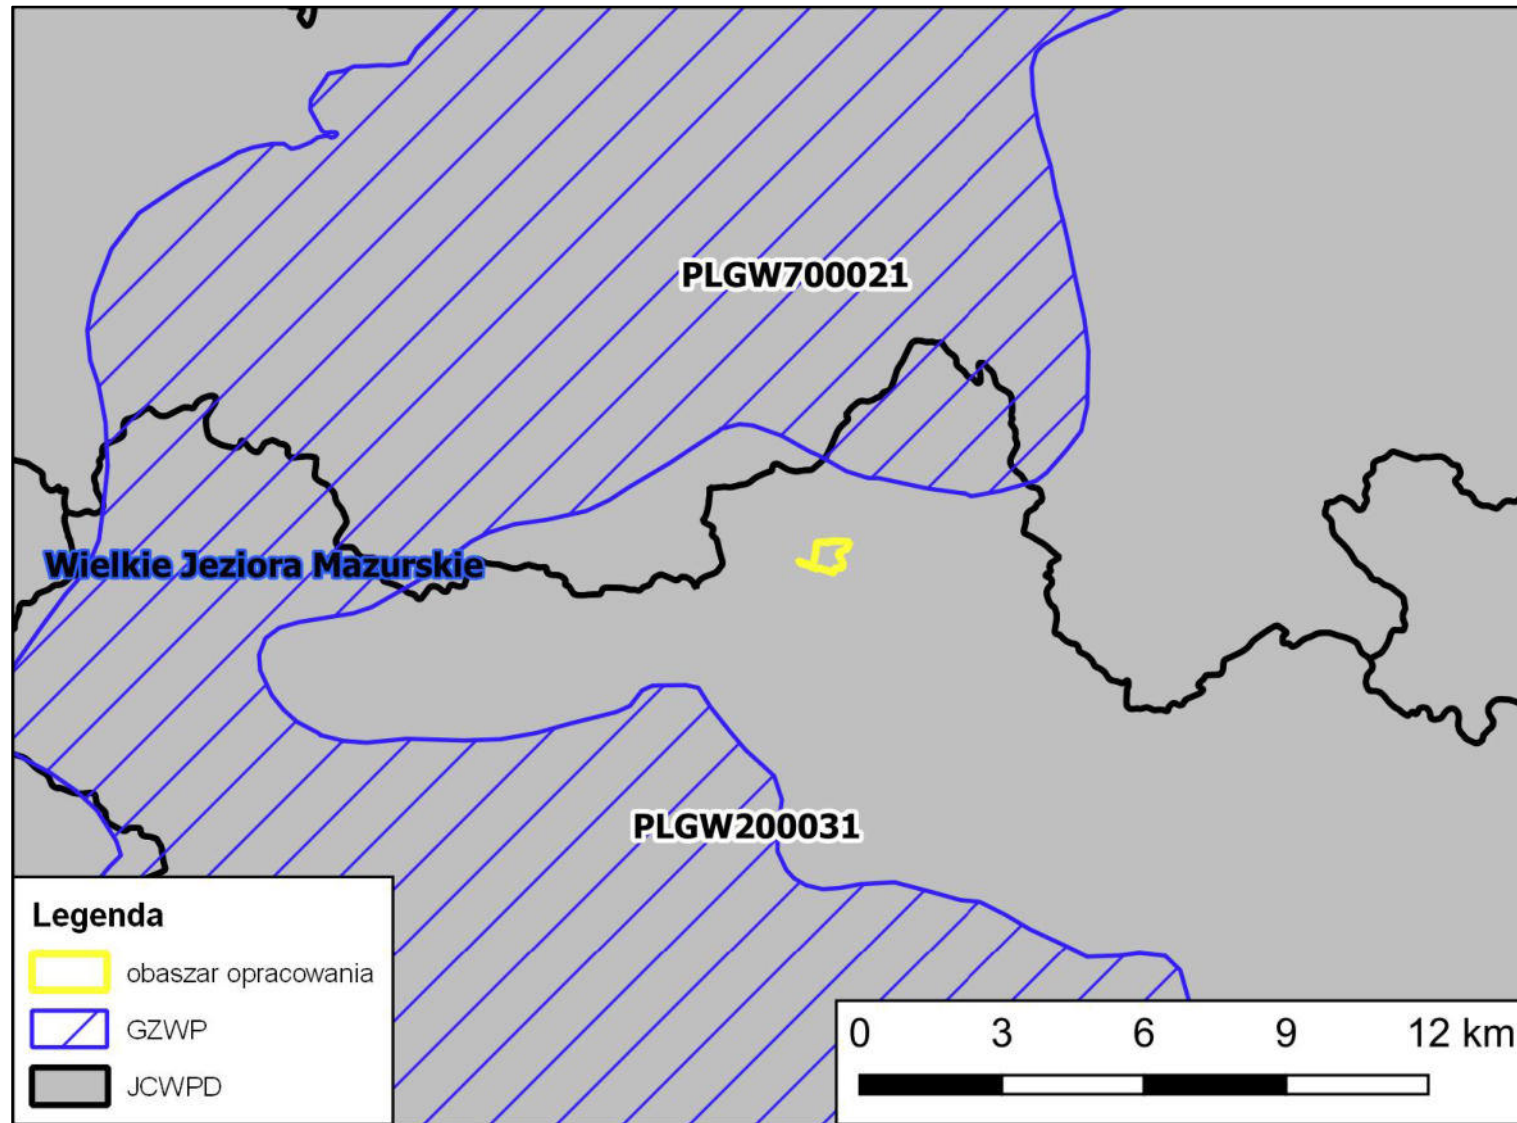 PLGW700021
Wielkie Jeziora Mazurskie
PLGW200031
Legenda
obaszar opracowania
GZWP
JCWPD
0 3 6 9 12 km